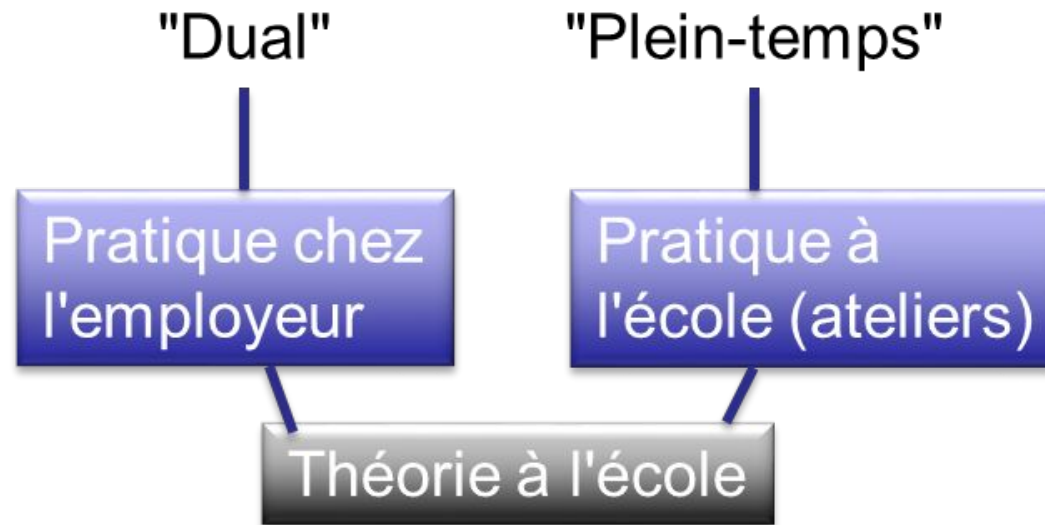 "Dual"
"Plein-temps"
Pratique chez
l'employeur
Pratique à
l'école (ateliers)
Théorie à l'école